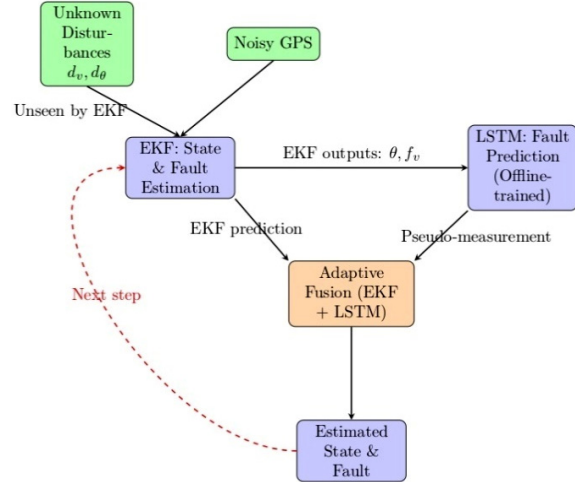 Unknown
Distur-
bances
d_v, d_θ
Noisy GPS
Unseen by EKF
EKF: State
& Fault
Estimation
EKF outputs: θ, f_v
LSTM: Fault
Prediction
(Offline-
trained)
EKF prediction
Pseudo-measurement
Adaptive
Fusion (EKF
+ LSTM)
Next step
Estimated
State &
Fault